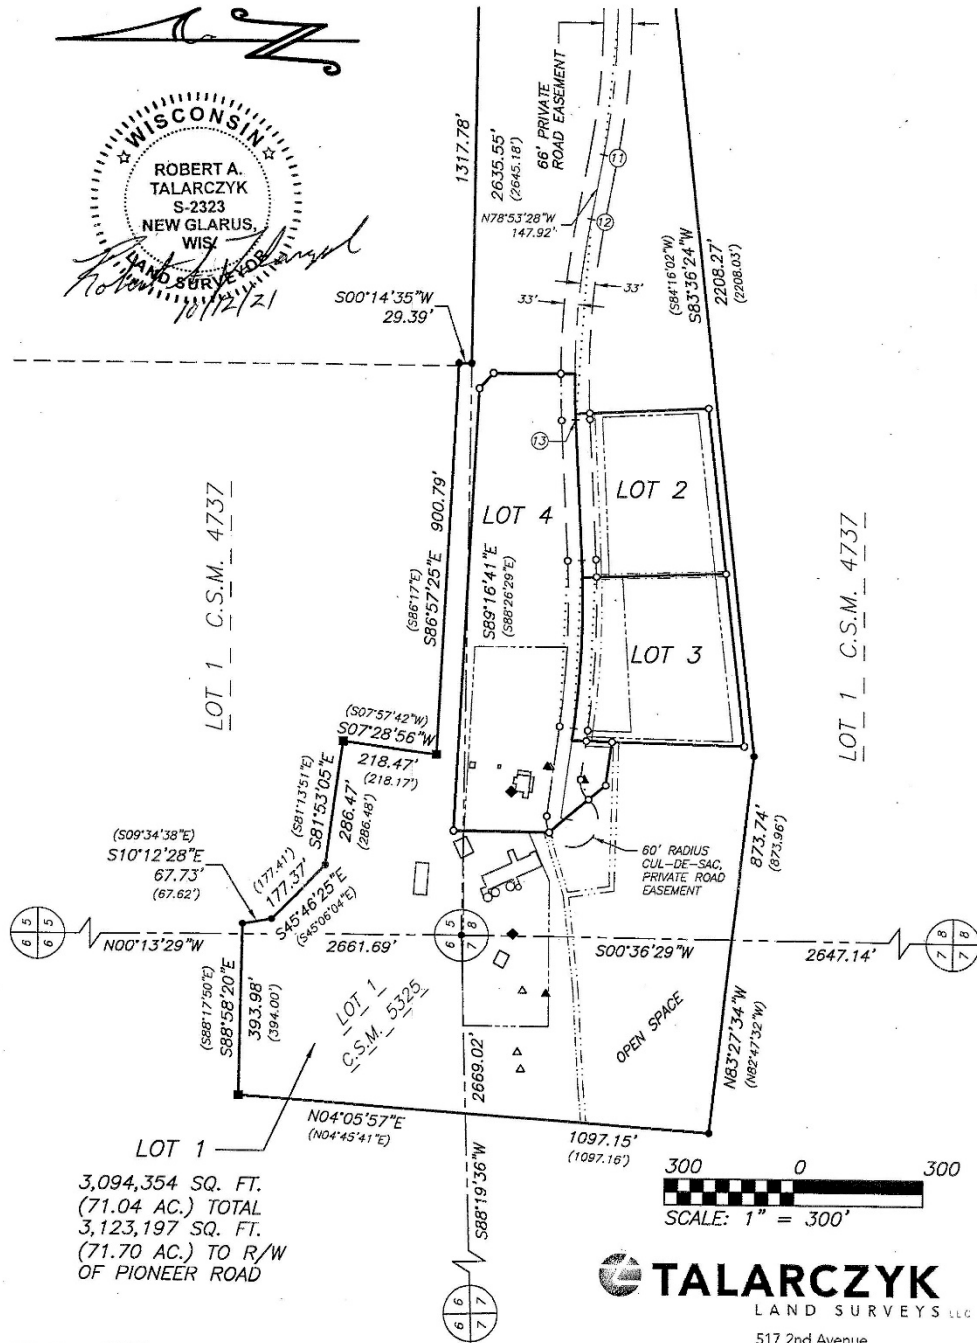 WISCONSIN
ROBERT A.
TALARCZYK
S-2323
NEW GLARUS,
WIS.
LAND SURVEYOR
10/12/21
1317.78'
2635.55'
(2645.18')
66' PRIVATE
ROAD EASEMENT
11
12
N78°53'28"W
147.92'
33'
33'
(S84°16'02"W)
S83°36'24"W
2208.27'
(2208.03')
S00°14'35"W
29.39'
13
LOT 4
LOT 2
LOT 3
LOT 1 C.S.M. 4737
LOT 1 C.S.M. 4737
900.79'
(S86°17'E)
S86°57'25"E
S89°16'41"E
(S88°26'29"E)
(S07°57'42"W)
S07°28'56"W
218.47'
(218.17')
(S81°13'51"E)
S81°53'05"E
286.47'
(286.48')
(S09°34'38"E)
S10°12'28"E
67.73'
(67.62')
(177.41')
177.37'
S45°46'25"E
(S45°06'04"E)
60' RADIUS
CUL-DE-SAC,
PRIVATE ROAD
EASEMENT
873.74'
(873.96')
6 5
6 5
N00°13'29"W
2661.69'
6 5
7 8
S00°36'29"W
2647.14'
7 8
7 8
(S88°17'50"E)
S88°58'20"E
393.98'
(394.00')
LOT 1
C.S.M. 5325
2669.02'
OPEN SPACE
N83°27'34"W
(N82°47'32"W)
N04°05'57"E
(N04°45'41"E)
1097.15'
(1097.16')
LOT 1
3,094,354 SQ. FT.
(71.04 AC.) TOTAL
3,123,197 SQ. FT.
(71.70 AC.) TO R/W
OF PIONEER ROAD
S88°19'36"W
6 6
7 7
300 0 300
SCALE: 1" = 300'
TALARCZYK
LAND SURVEYS LLC
517 2nd Avenue